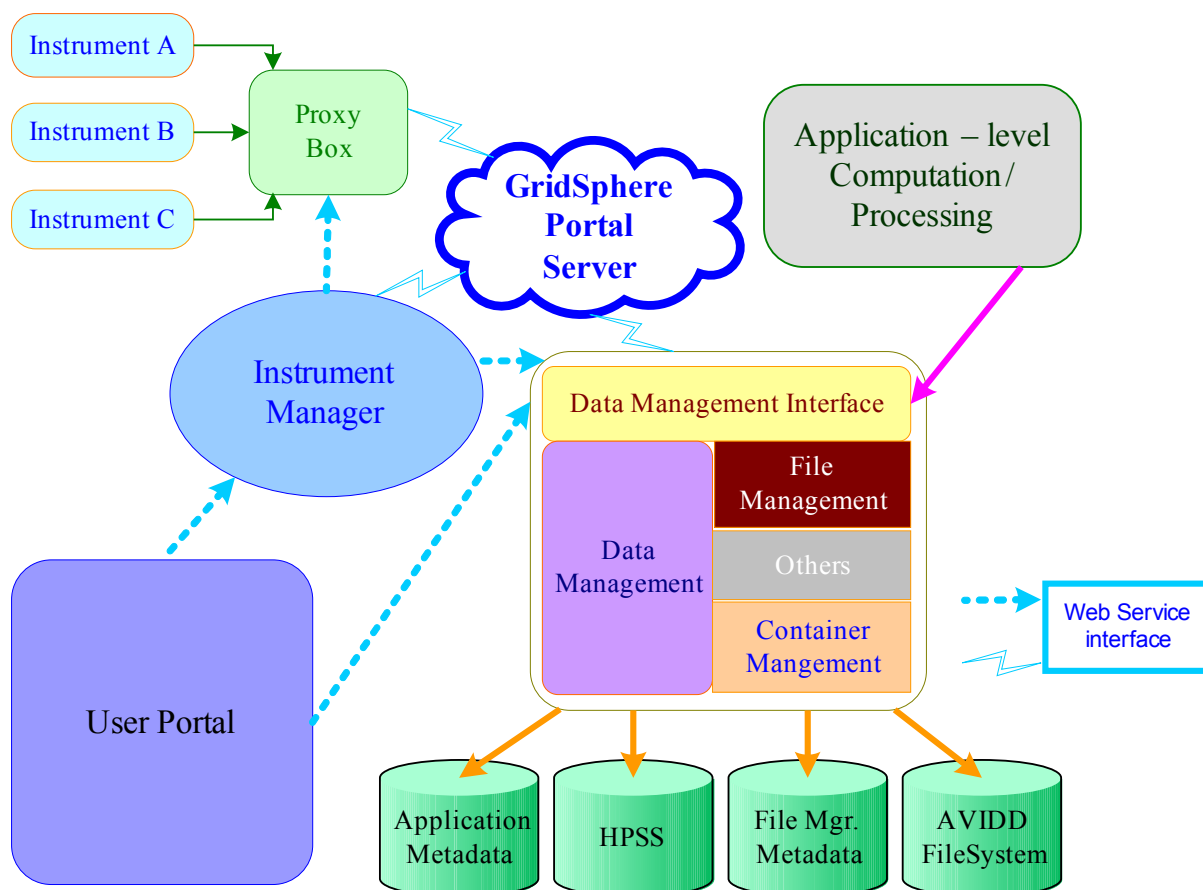 Instrument A
Instrument B
Instrument C
Proxy
Box
GridSphere
Portal
Server
Application – level
Computation/
Processing
Instrument
Manager
Data Management Interface
File
Management
Data
Management
Others
Container
Mangement
Web Service
interface
User Portal
Application
Metadata
HPSS
File Mgr.
Metadata
AVIDD
FileSystem